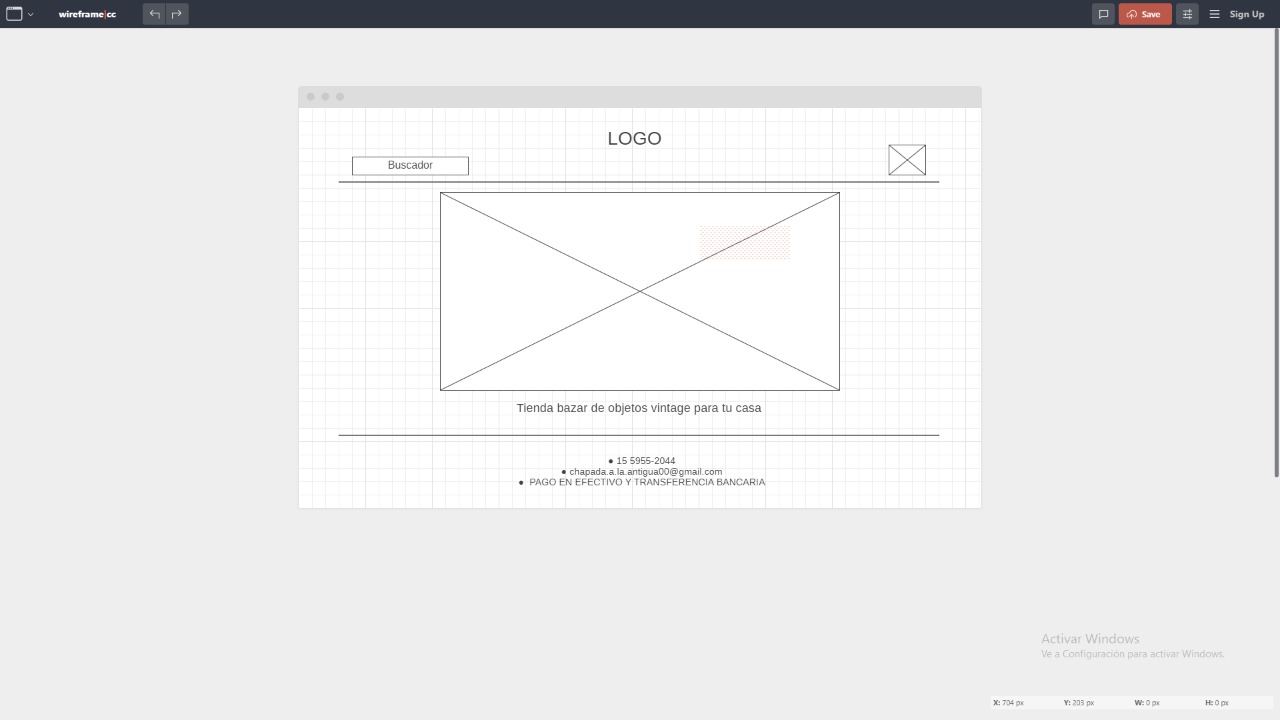 wireframe|cc
Save
Sign Up
LOGO
Buscador
Tienda bazar de objetos vintage para tu casa
● 15 5955-2044
● chapada.a.la.antigua00@gmail.com
● PAGO EN EFECTIVO Y TRANSFERENCIA BANCARIA
Activar Windows
Ve a Configuración para activar Windows.
X: 704 px Y: 203 px W: 0 px H: 0 px